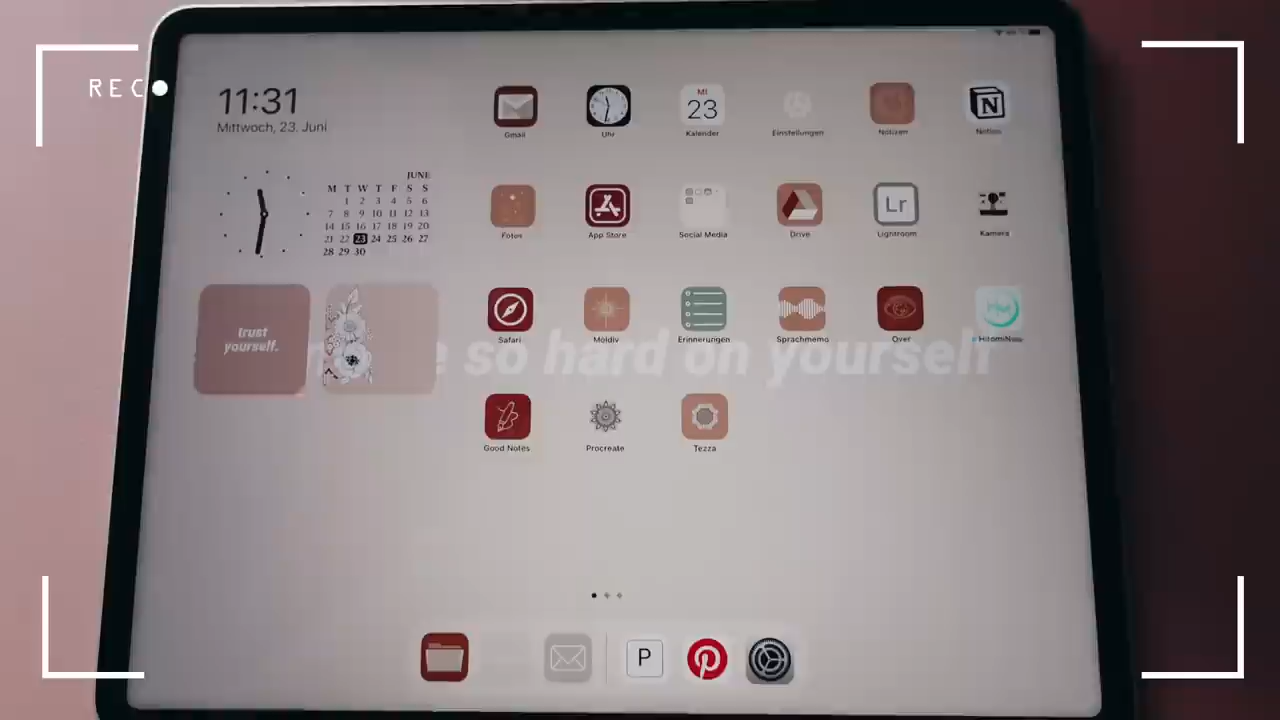 REC
11:31
Mittwoch, 23. Juni
JUNE
M T W T F S S
1 2 3 4 5 6
7 8 9 10 11 12 13
14 15 16 17 18 19 20
21 22 23 24 25 26 27
28 29 30
trust
yourself.
so hard on yourself
Gmail
Uhr
MI
23
Kalender
Einstellungen
Notizen
N
Notion
Fotos
App Store
Social Media
Drive
Lr
Lightroom
Kamera
Safari
Moldiv
Erinnerungen
Sprachmemo
Over
HitomiNote
Good Notes
Procreate
Tezza
P